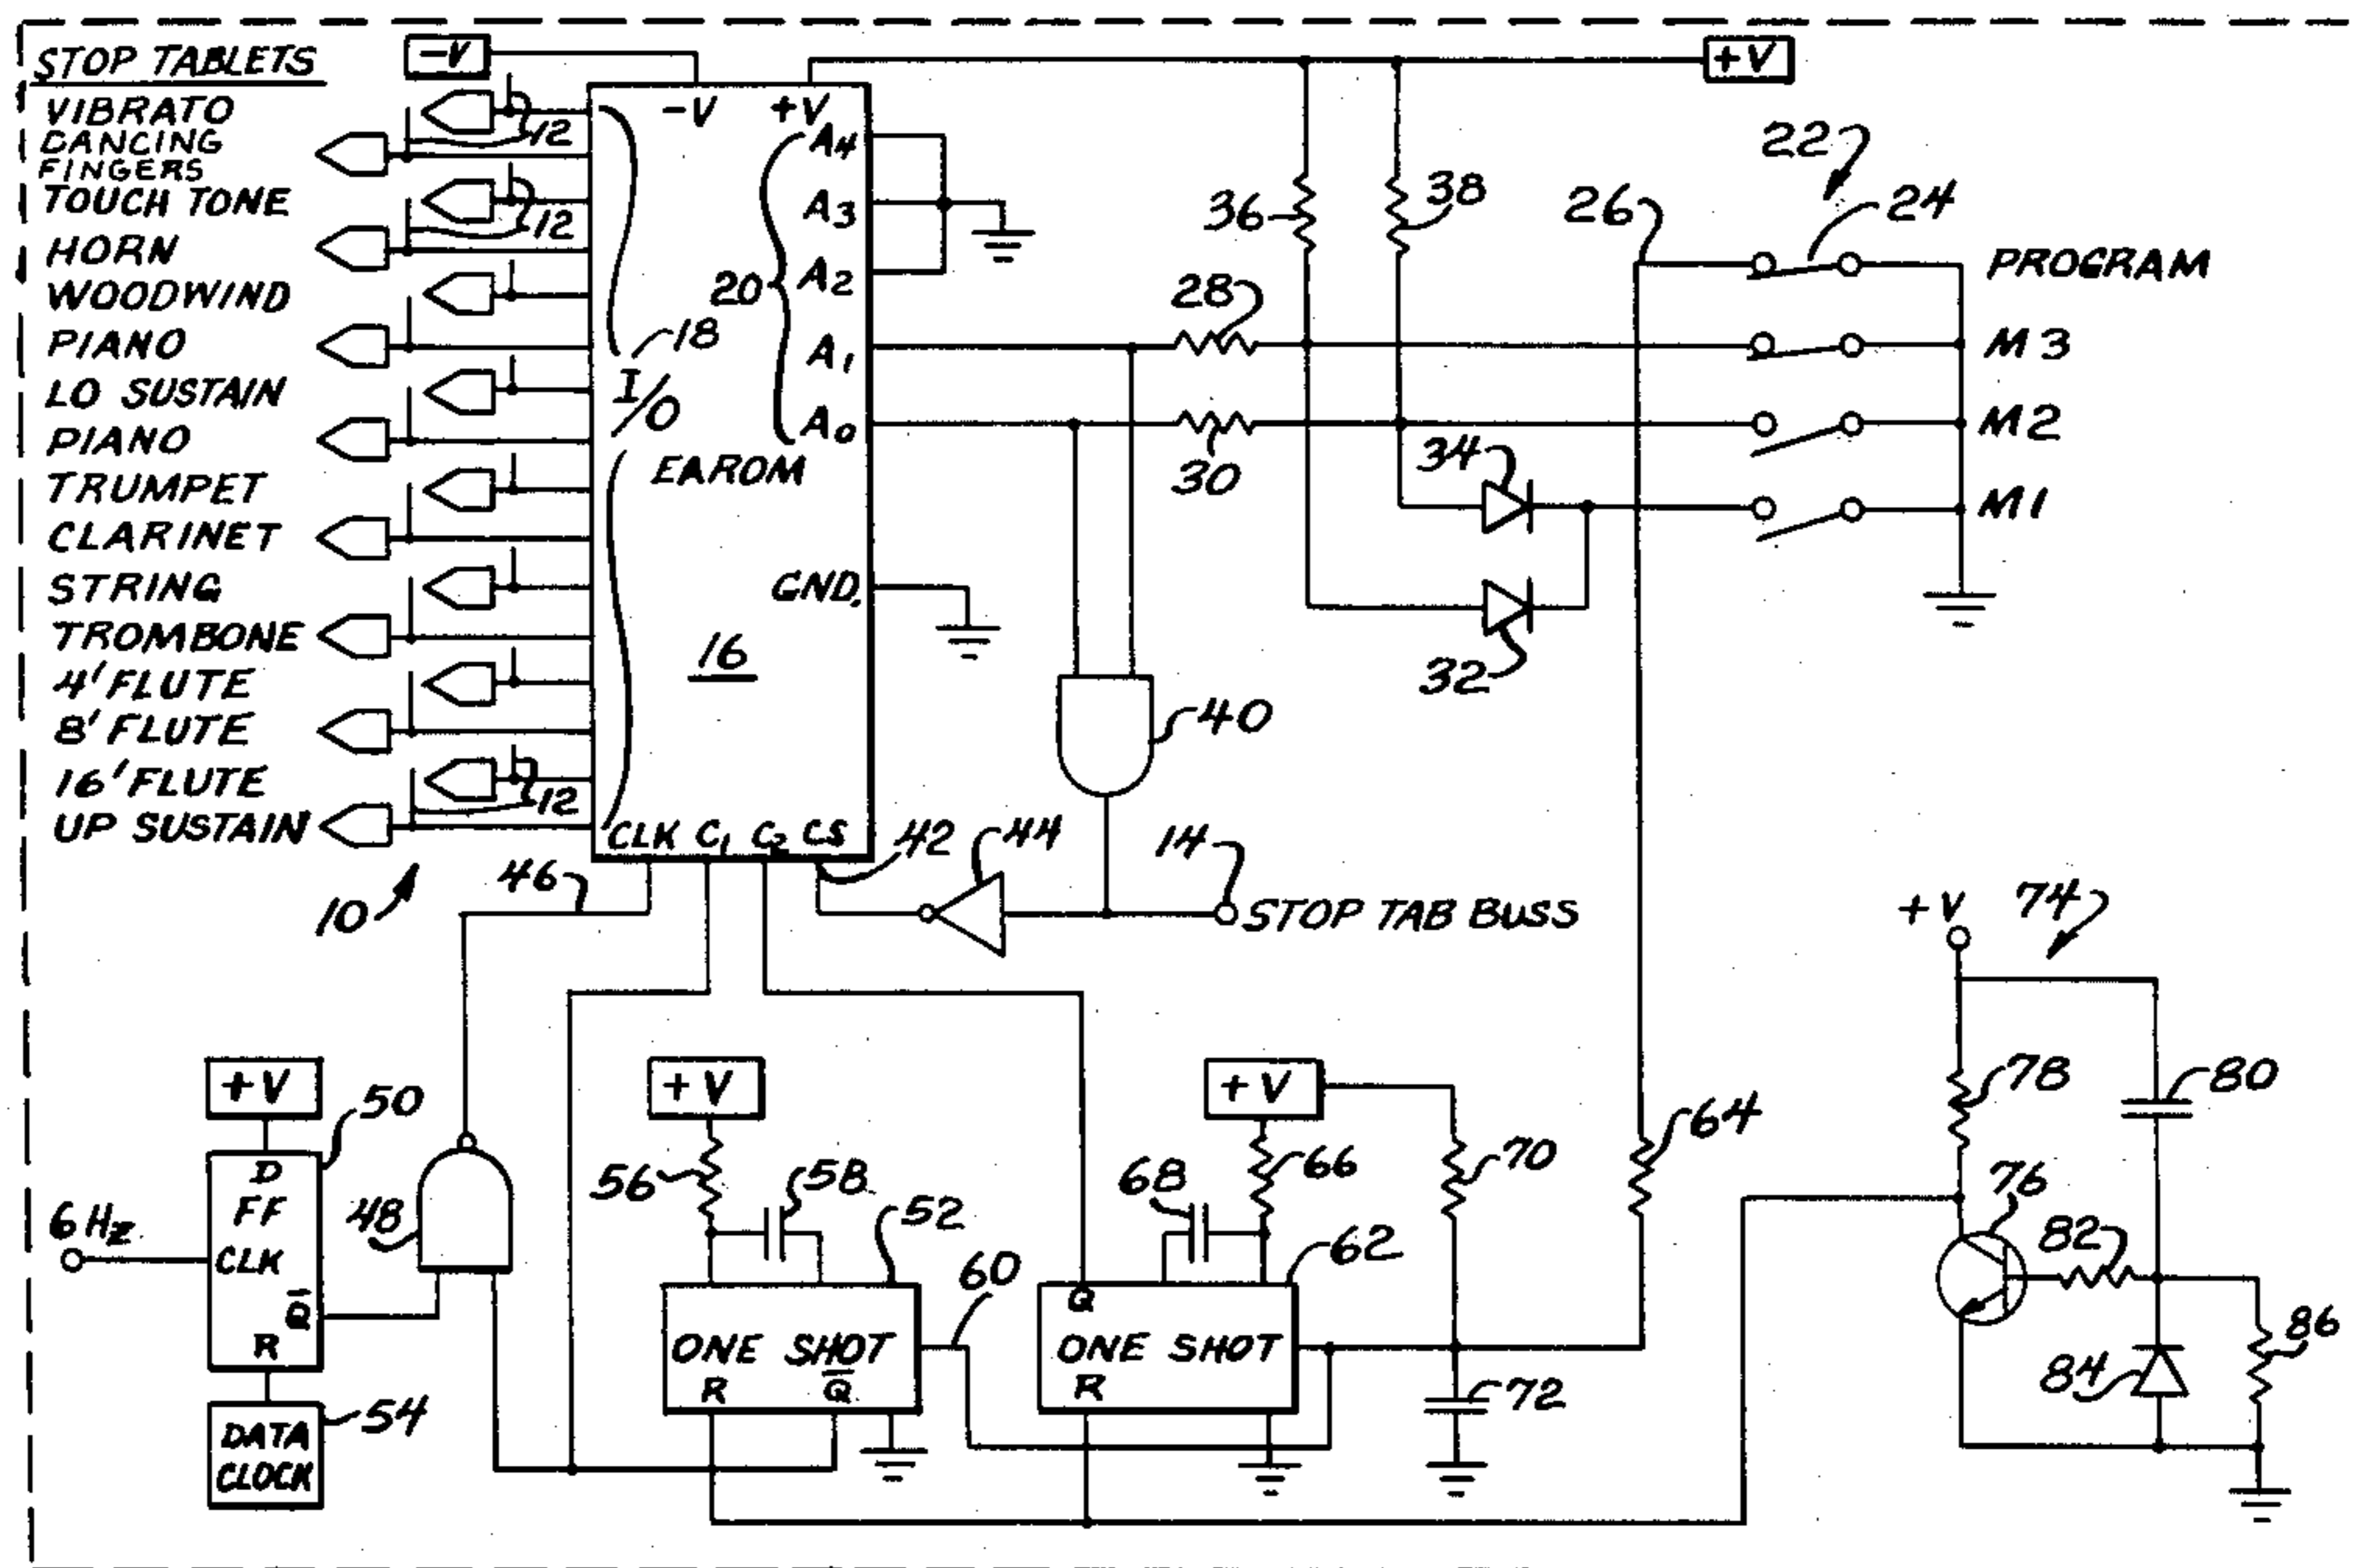 STOP TABLETS
VIBRATO
DANCING
FINGERS
TOUCH TONE
HORN
WOODWIND
PIANO
LO SUSTAIN
PIANO
TRUMPET
CLARINET
STRING
TROMBONE
4' FLUTE
8' FLUTE
16' FLUTE
UP SUSTAIN
12
12
12
10
-V
+V
-V
+V
A4
A3
A2
A1
A0
20
18
I/O
EAROM
GND.
16
CLK C1 C2 CS
36
38
28
30
34
32
26
22
24
PROGRAM
M3
M2
M1
40
42
44
14
STOP TAB BUSS
46
+V
50
D
FF
CLK
Q̅
R
6 Hz
DATA
CLOCK
54
48
+V
56
58
52
ONE SHOT
R Q̅
60
+V
68
66
70
62
Q
ONE SHOT
R
72
64
+V
74
78
80
76
82
84
86